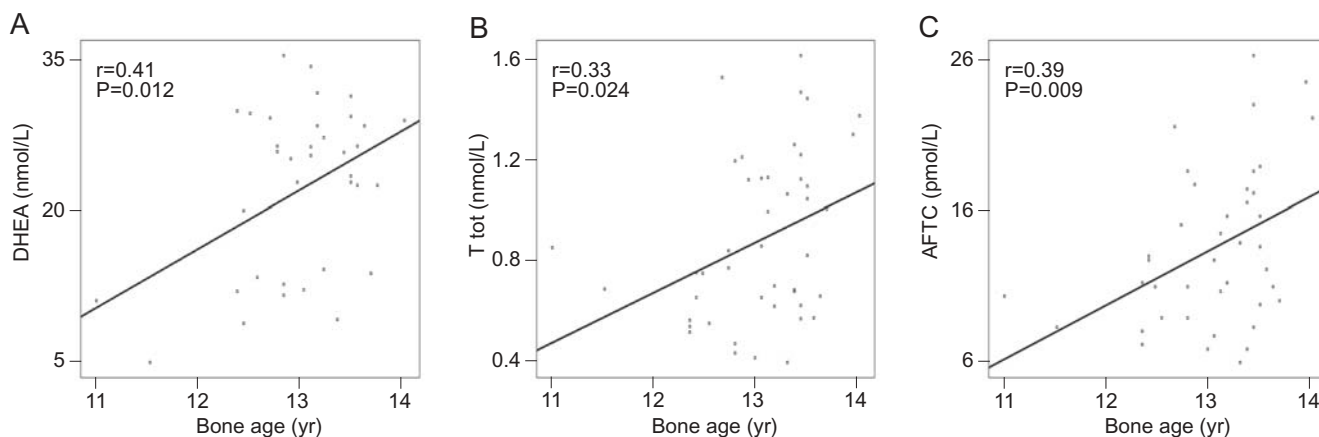 A
DHEA (nmol/L)
35
20
5
r=0.41
P=0.012
11 12 13 14
Bone age (yr)
B
T tot (nmol/L)
1.6
1.2
0.8
0.4
r=0.33
P=0.024
11 12 13 14
Bone age (yr)
C
AFTC (pmol/L)
26
16
6
r=0.39
P=0.009
11 12 13 14
Bone age (yr)